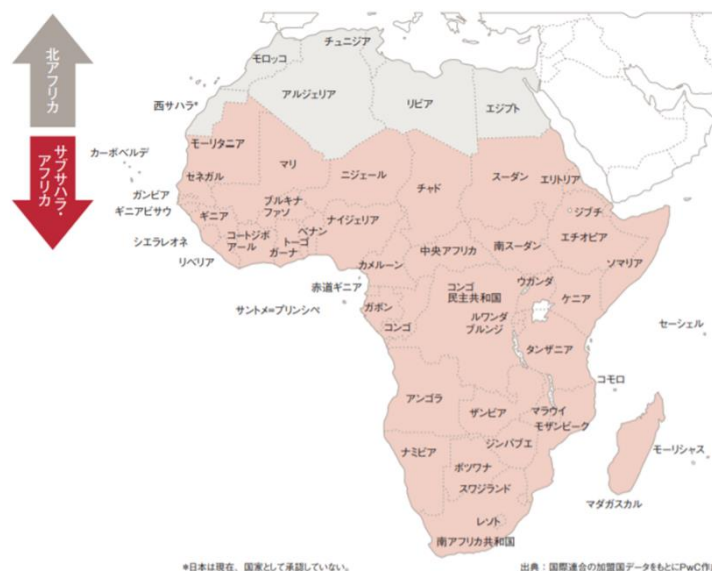 北アフリカ
サブサハラ・
アフリカ
チュニジア
モロッコ
アルジェリア
リビア
エジプト
西サハラ*
モーリタニア
カーボベルデ
マリ
セネガル
ニジェール
チャド
スーダン
エリトリア
ガンビア
ギニアビサウ
ギニア
ブルキナ
ファソ
ナイジェリア
ジブチ
ベナン
コートジボ
アール
トーゴ
ガーナ
シエラレオネ
リベリア
中央アフリカ
南スーダン
エチオピア
ソマリア
カメルーン
赤道ギニア
サントメ=プリンシペ
ガボン
コンゴ
コンゴ
民主共和国
ウガンダ
ケニア
ルワンダ
ブルンジ
タンザニア
セーシェル
コモロ
アンゴラ
ザンビア
マラウイ
モザンビーク
ジンバブエ
ナミビア
ボツワナ
スワジランド
モーリシャス
マダガスカル
レソト
南アフリカ共和国
*日本は現在、国家として承認していない。
出典:国際連合の加盟国データをもとにPwC作成